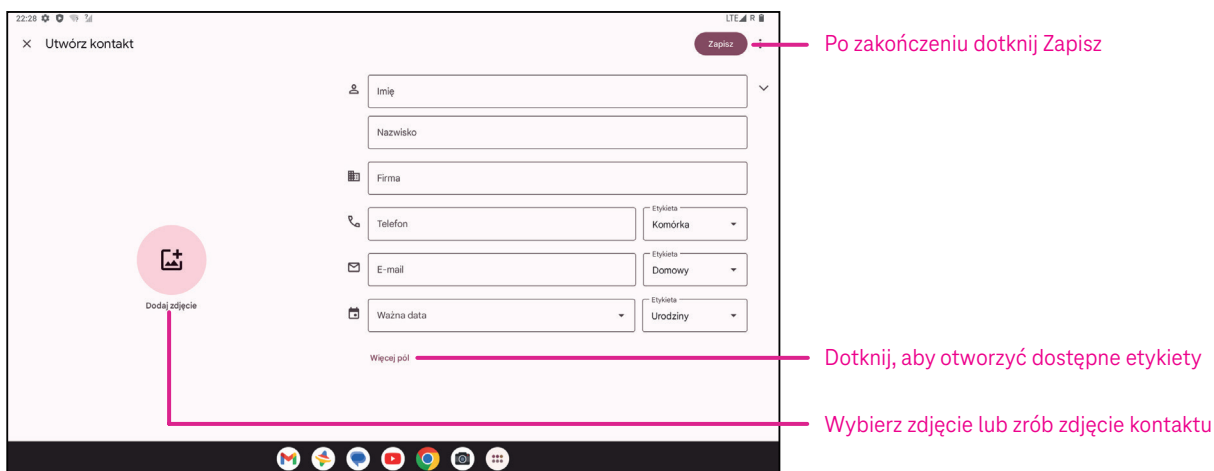 22:28
LTE R
Utwórz kontakt
Zapisz
Po zakończeniu dotknij Zapisz
Imię
Nazwisko
Firma
Telefon
Etykieta
Komórka
E-mail
Etykieta
Domowy
Dodaj zdjęcie
Ważna data
Etykieta
Urodziny
Więcej pól
Dotknij, aby otworzyć dostępne etykiety
Wybierz zdjęcie lub zrób zdjęcie kontaktu